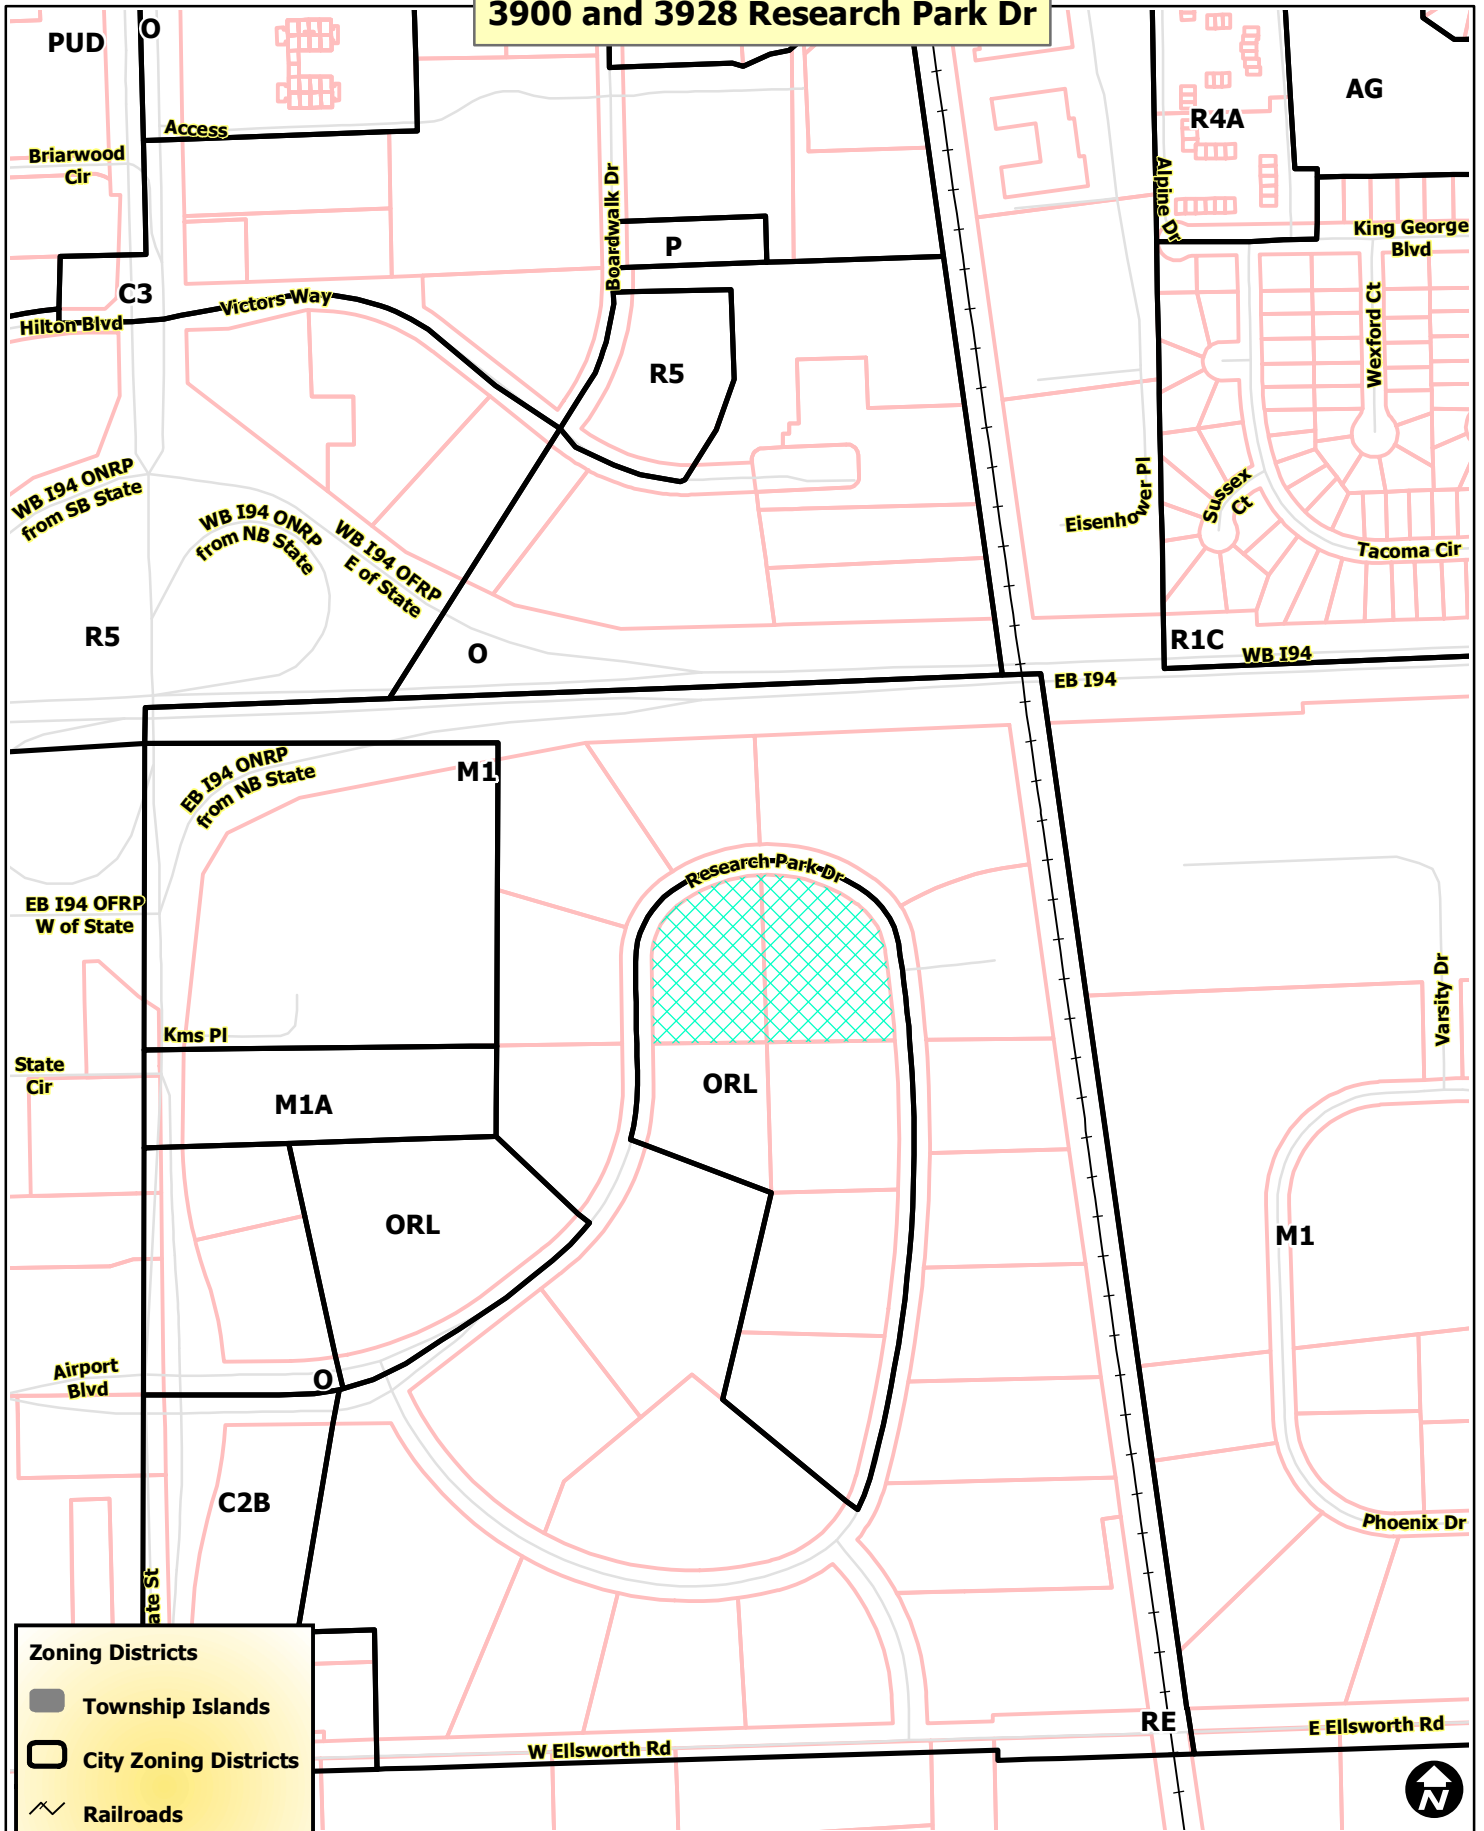 3900 and 3928 Research Park Dr
PUD
O
AG
R4A
Access
Briarwood
Cir
Boardwalk Dr
Alpine Dr
King George
Blvd
P
C3
Victors Way
Hilton Blvd
Wexford Ct
R5
WB I94 ONRP
from SB State
WB I94 ONRP
from NB State
WB I94 OFRP
E of State
Eisenhower Pl
Sussex
Ct
Tacoma Cir
R5
O
R1C
WB I94
EB I94
M1
EB I94 ONRP
from NB State
Research Park Dr
EB I94 OFRP
W of State
Varsity Dr
Kms Pl
State
Cir
ORL
M1A
ORL
M1
Airport
Blvd
O
C2B
Phoenix Dr
ate St
Zoning Districts
Township Islands
City Zoning Districts
Railroads
RE
E Ellsworth Rd
W Ellsworth Rd
N